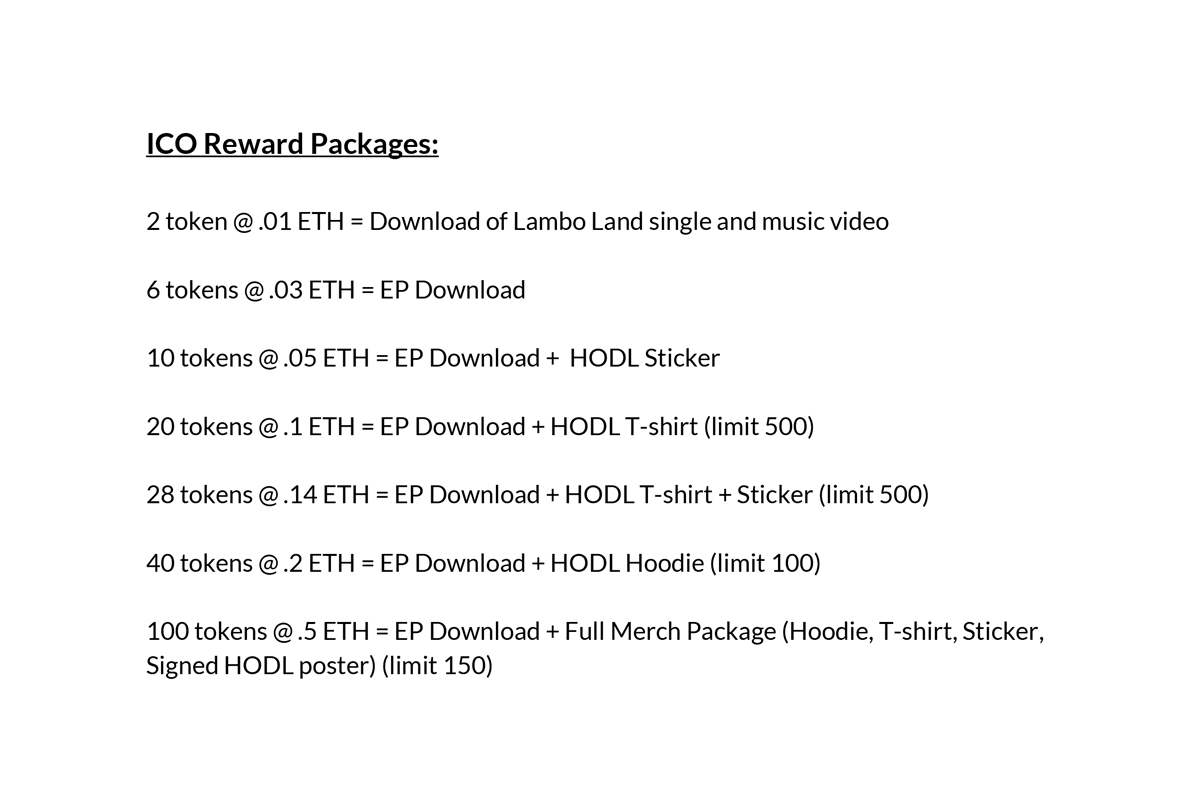 ICO Reward Packages:
2 token @ .01 ETH = Download of Lambo Land single and music video
6 tokens @ .03 ETH = EP Download
10 tokens @ .05 ETH = EP Download +  HODL Sticker
20 tokens @ .1 ETH = EP Download + HODL T-shirt (limit 500)
28 tokens @ .14 ETH = EP Download + HODL T-shirt + Sticker (limit 500)
40 tokens @ .2 ETH = EP Download + HODL Hoodie (limit 100)
100 tokens @ .5 ETH = EP Download + Full Merch Package (Hoodie, T-shirt, Sticker,
Signed HODL poster) (limit 150)